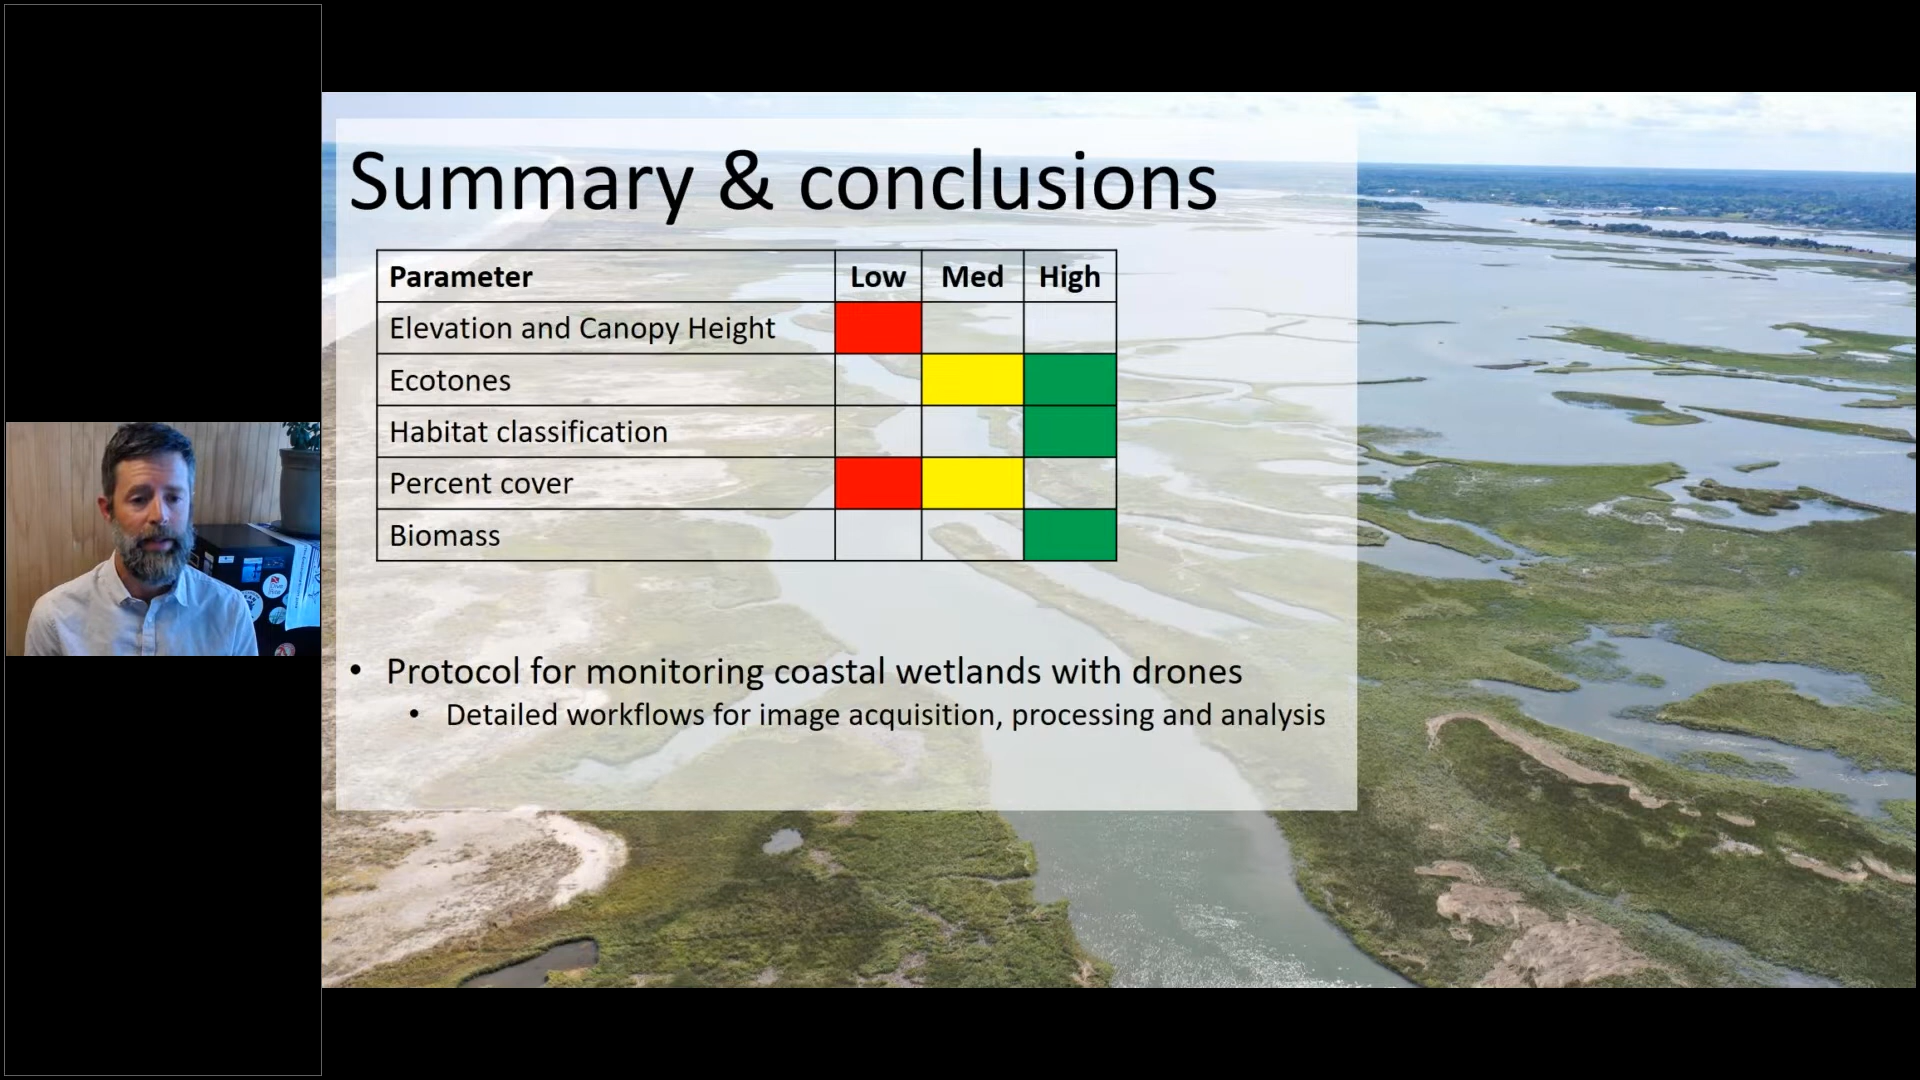 Summary & conclusions
Parameter Low Med High
Elevation and Canopy Height
Ecotones
Habitat classification
Percent cover
Biomass
• Protocol for monitoring coastal wetlands with drones
• Detailed workflows for image acquisition, processing and analysis